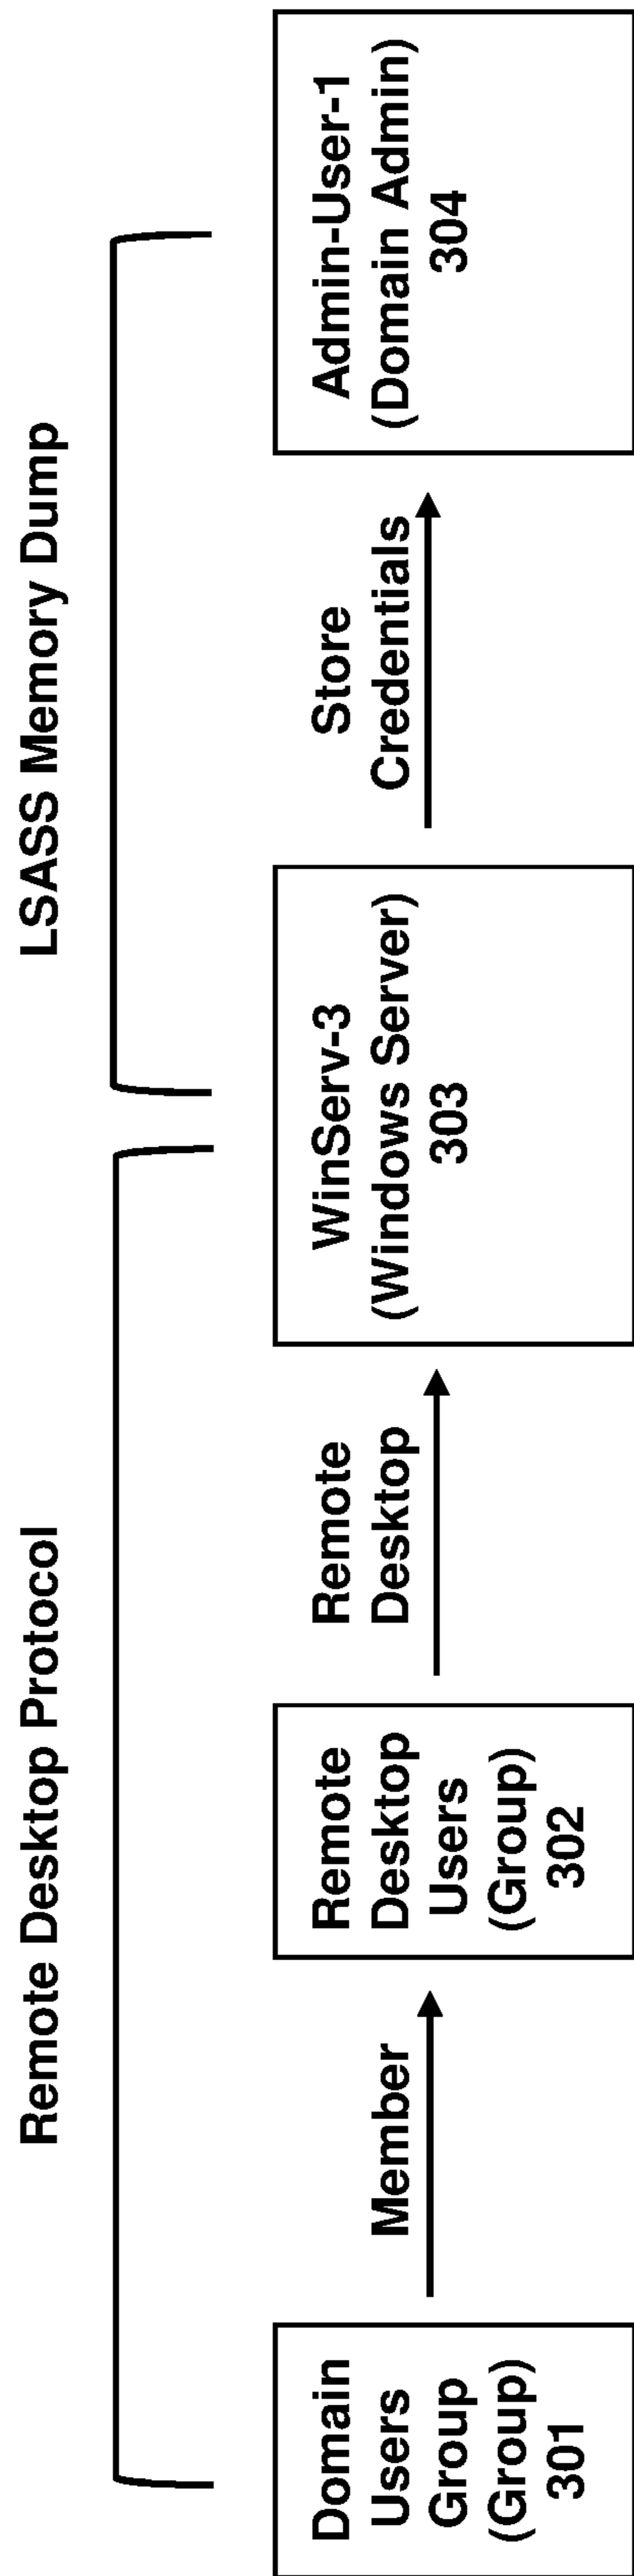 Remote Desktop Protocol
LSASS Memory Dump
Domain
Users
Group
(Group)
301
Member
Remote
Desktop
Users
(Group)
302
Remote
Desktop
WinServ-3
(Windows Server)
303
Store
Credentials
Admin-User-1
(Domain Admin)
304